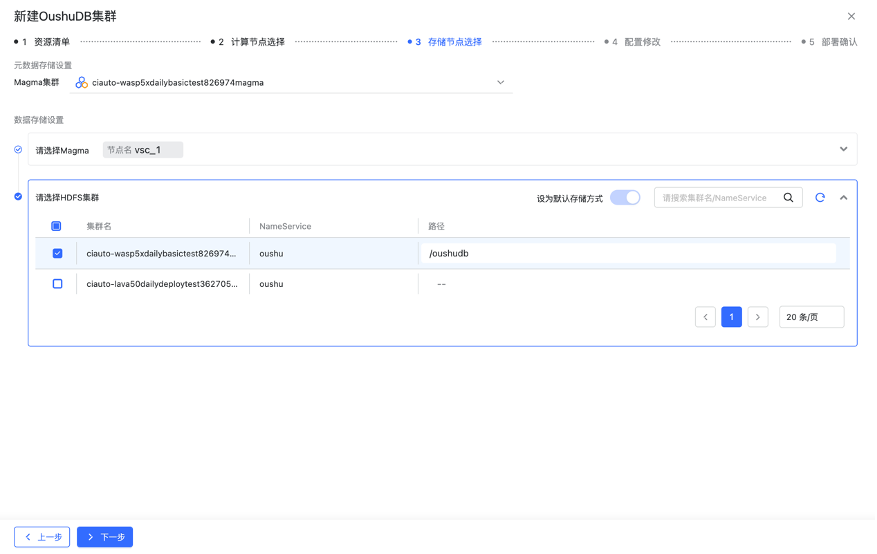 新建OushuDB集群
1 资源清单 2 计算节点选择 3 存储节点选择 4 配置修改 5 部署确认
元数据存储设置
Magma集群 ciauto-wasp5xdailybasictest826974magma
数据存储设置
请选择Magma 节点名 vsc_1
请选择HDFS集群 设为默认存储方式 请搜索集群名/NameService
集群名 NameService 路径
ciauto-wasp5xdailybasictest826974... oushu /oushudb
ciauto-lava50dailydeploytest362705... oushu --
1 20 条/页
上一步 下一步